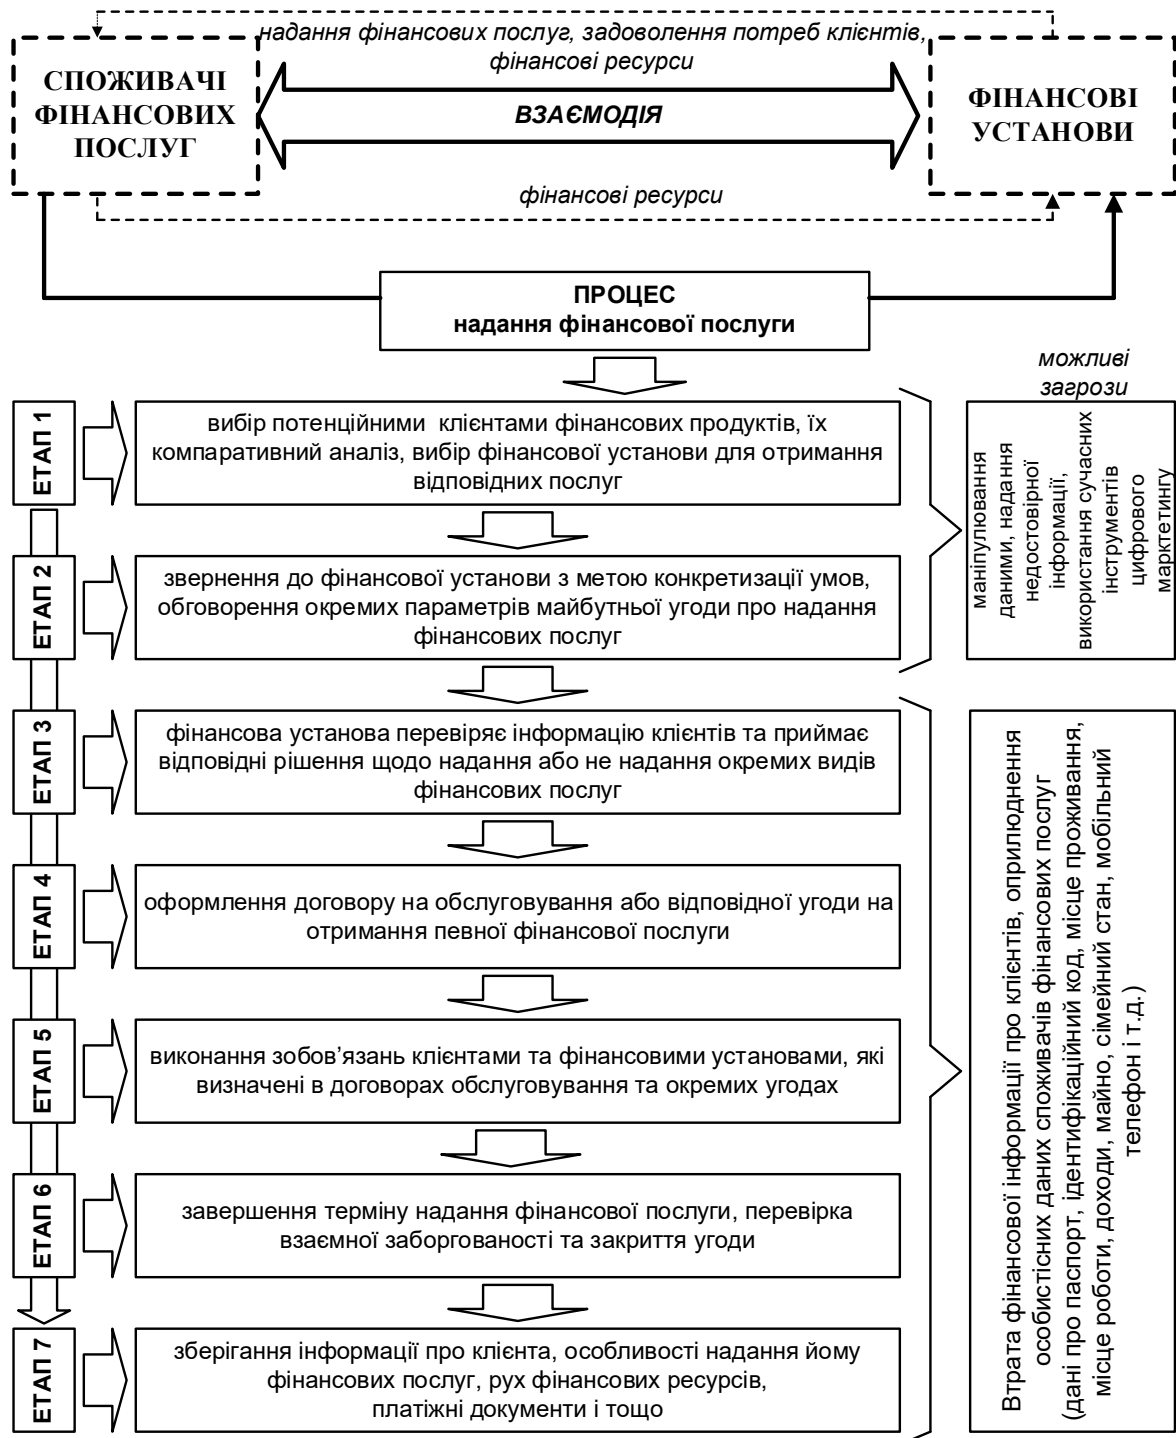 надання фінансових послуг, задоволення потреб клієнтів,
фінансові ресурси
СПОЖИВАЧІ
ФІНАНСОВИХ
ПОСЛУГ
ВЗАЄМОДІЯ
ФІНАНСОВІ
УСТАНОВИ
фінансові ресурси
ПРОЦЕС
надання фінансової послуги
можливі
загрози
ЕТАП 1
вибір потенційними клієнтами фінансових продуктів, їх
компаративний аналіз, вибір фінансової установи для отримання
відповідних послуг
ЕТАП 2
звернення до фінансової установи з метою конкретизації умов,
обговорення окремих параметрів майбутньої угоди про надання
фінансових послуг
маніпулювання
даними, надання
недостовірної
інформації,
використання сучасних
інструментів
цифрового
марктетингу
ЕТАП 3
фінансова установа перевіряє інформацію клієнтів та приймає
відповідні рішення щодо надання або не надання окремих видів
фінансових послуг
ЕТАП 4
оформлення договору на обслуговування або відповідної угоди на
отримання певної фінансової послуги
ЕТАП 5
виконання зобов’язань клієнтами та фінансовими установами, які
визначені в договорах обслуговування та окремих угодах
ЕТАП 6
завершення терміну надання фінансової послуги, перевірка
взаємної заборгованості та закриття угоди
ЕТАП 7
зберігання інформації про клієнта, особливості надання йому
фінансових послуг, рух фінансових ресурсів,
платіжні документи і тощо
Втрата фінансової інформації про клієнтів, оприлюднення
особистісних даних споживачів фінансових послуг
(дані про паспорт, ідентифікаційний код, місце проживання,
місце роботи, доходи, майно, сімейний стан, мобільний
телефон і т.д.)